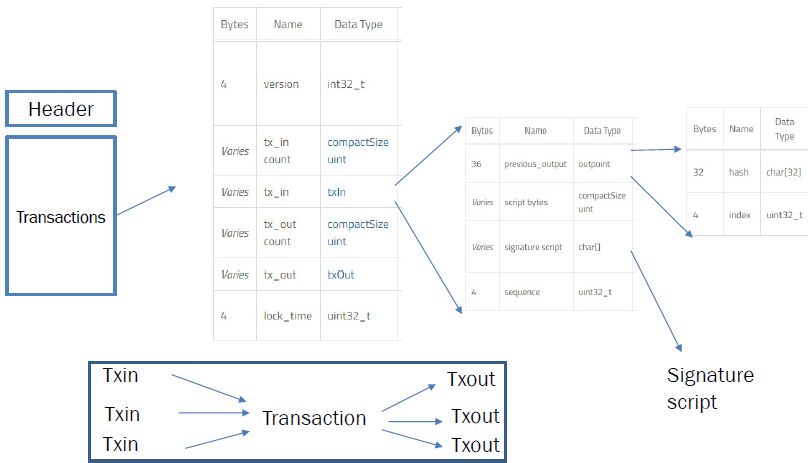 Header
Transactions
Bytes Name Data Type
4 version int32_t
Varies tx_in count compactSize uint
Varies tx_in txIn
Varies tx_out count compactSize uint
Varies tx_out txOut
4 lock_time uint32_t
Bytes Name Data Type
36 previous_output outpoint
Varies script bytes compactSize uint
Varies signature script char[]
4 sequence uint32_t
Bytes Name Data Type
32 hash char[32]
4 index uint32_t
Signature
script
Txin
Txin
Txin
Transaction
Txout
Txout
Txout